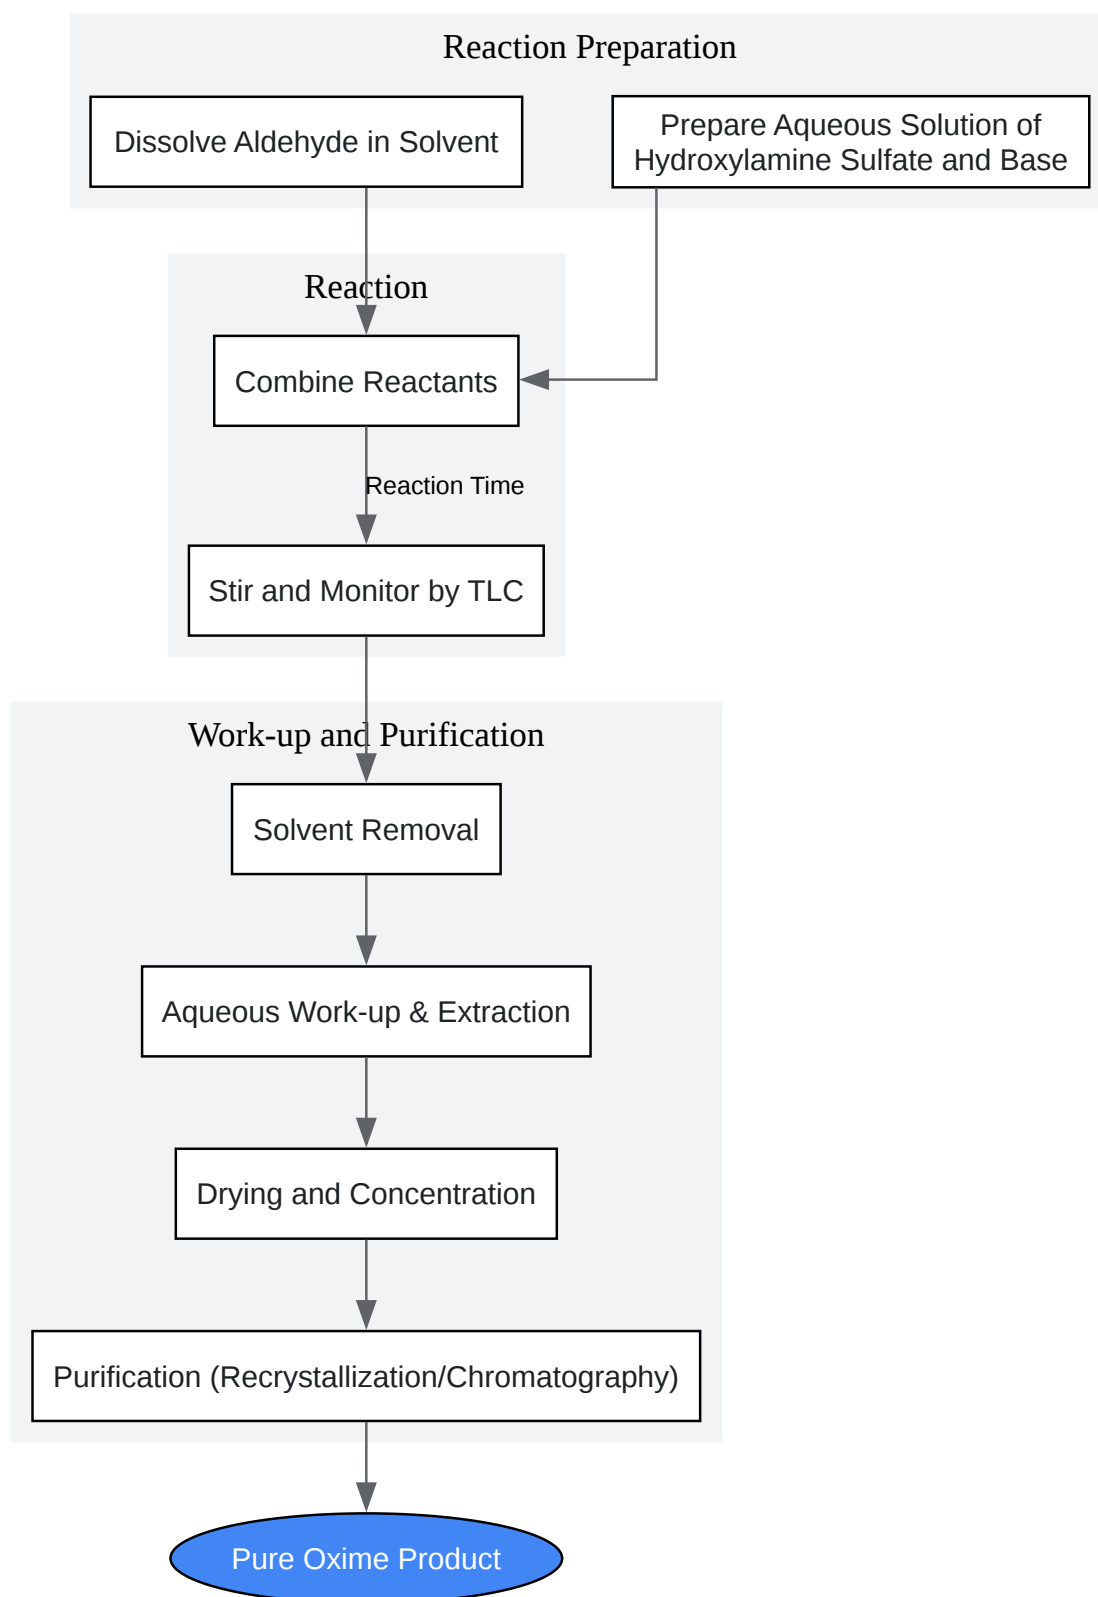 Reaction Preparation
Dissolve Aldehyde in Solvent
Prepare Aqueous Solution of
Hydroxylamine Sulfate and Base
Reaction
Combine Reactants
Reaction Time
Stir and Monitor by TLC
Work-up and Purification
Solvent Removal
Aqueous Work-up & Extraction
Drying and Concentration
Purification (Recrystallization/Chromatography)
Pure Oxime Product